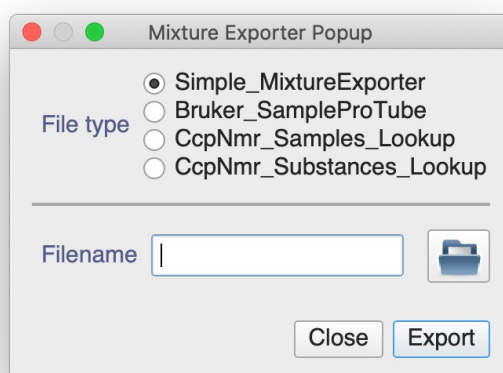 Mixture Exporter Popup
File type
Simple_MixtureExporter
Bruker_SampleProTube
CcpNmr_Samples_Lookup
CcpNmr_Substances_Lookup
Filename
Close Export